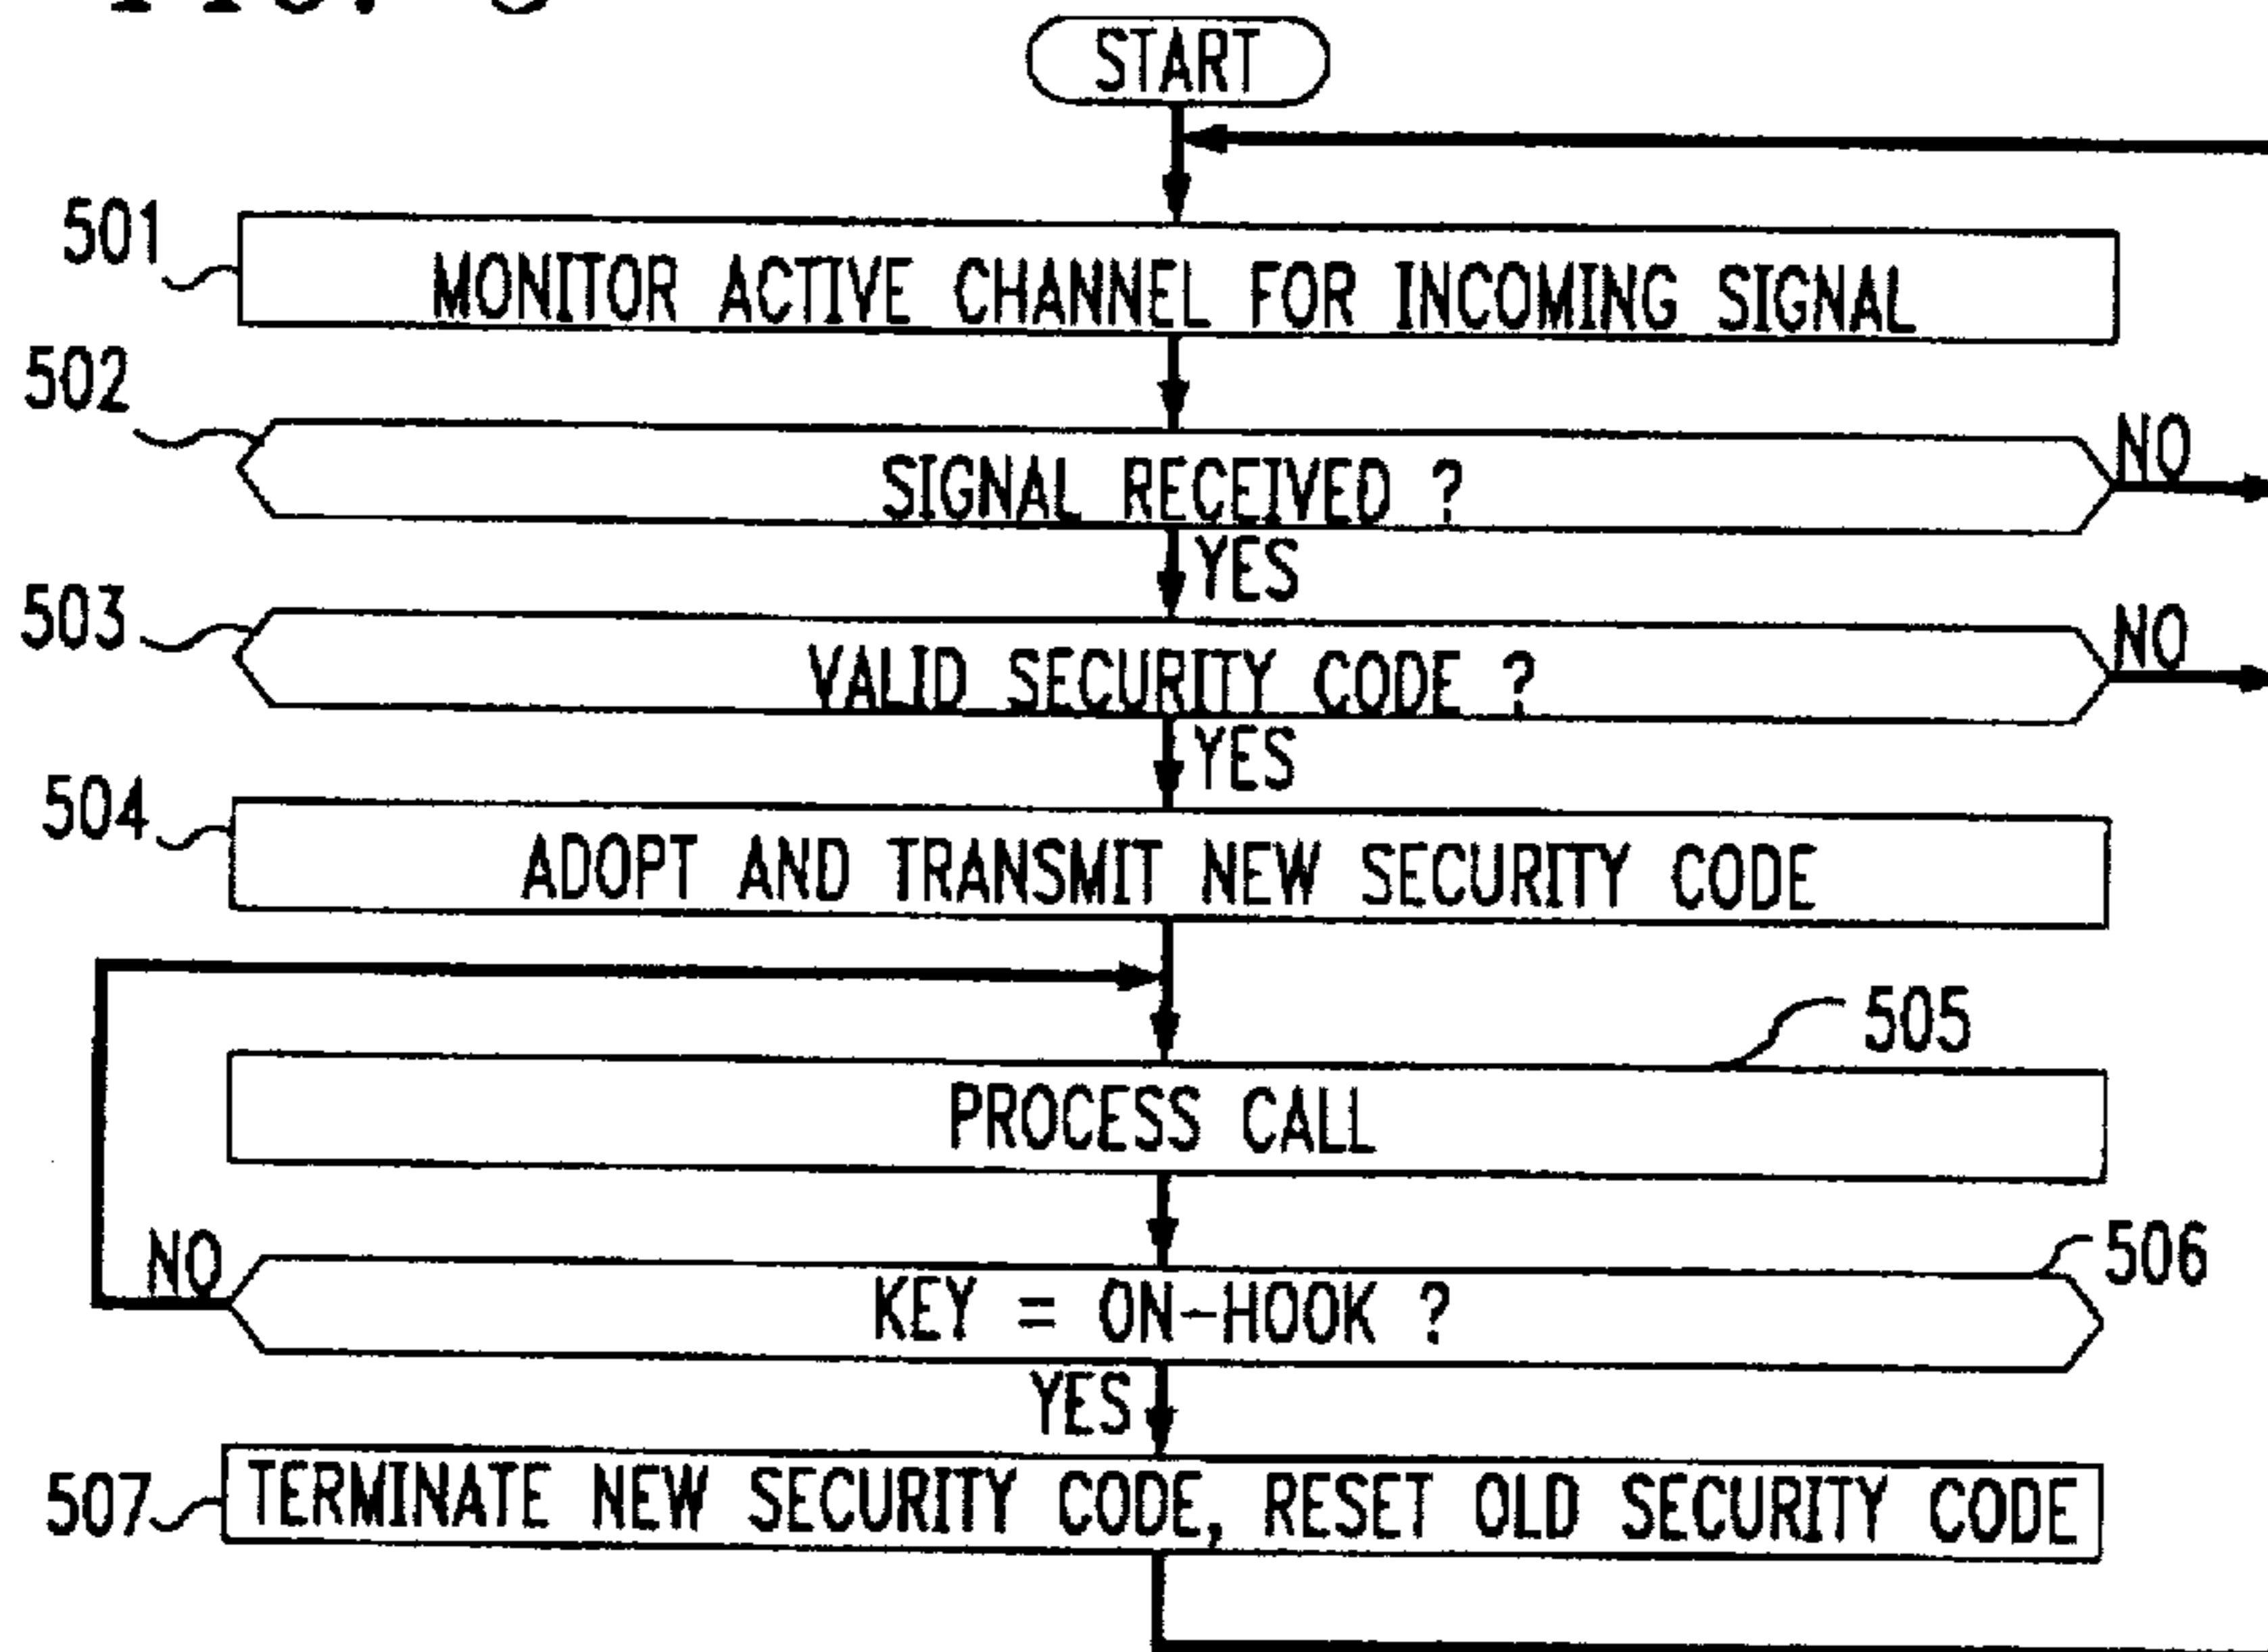 START
501
MONITOR ACTIVE CHANNEL FOR INCOMING SIGNAL
502
SIGNAL RECEIVED ?
NO
YES
503
VALID SECURITY CODE ?
NO
YES
504
ADOPT AND TRANSMIT NEW SECURITY CODE
505
PROCESS CALL
NO
506
KEY = ON-HOOK ?
YES
507
TERMINATE NEW SECURITY CODE, RESET OLD SECURITY CODE